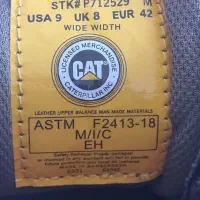 STK# P712529 M
USA 9 UK 8 EUR 42
WIDE WIDTH
LICENSED MERCHANDISE
CAT
CATERPILLAR INC.
LEATHER UPPER BALANCE MAN MADE MATERIALS
ASTM F2413-18
M/I/C
EH